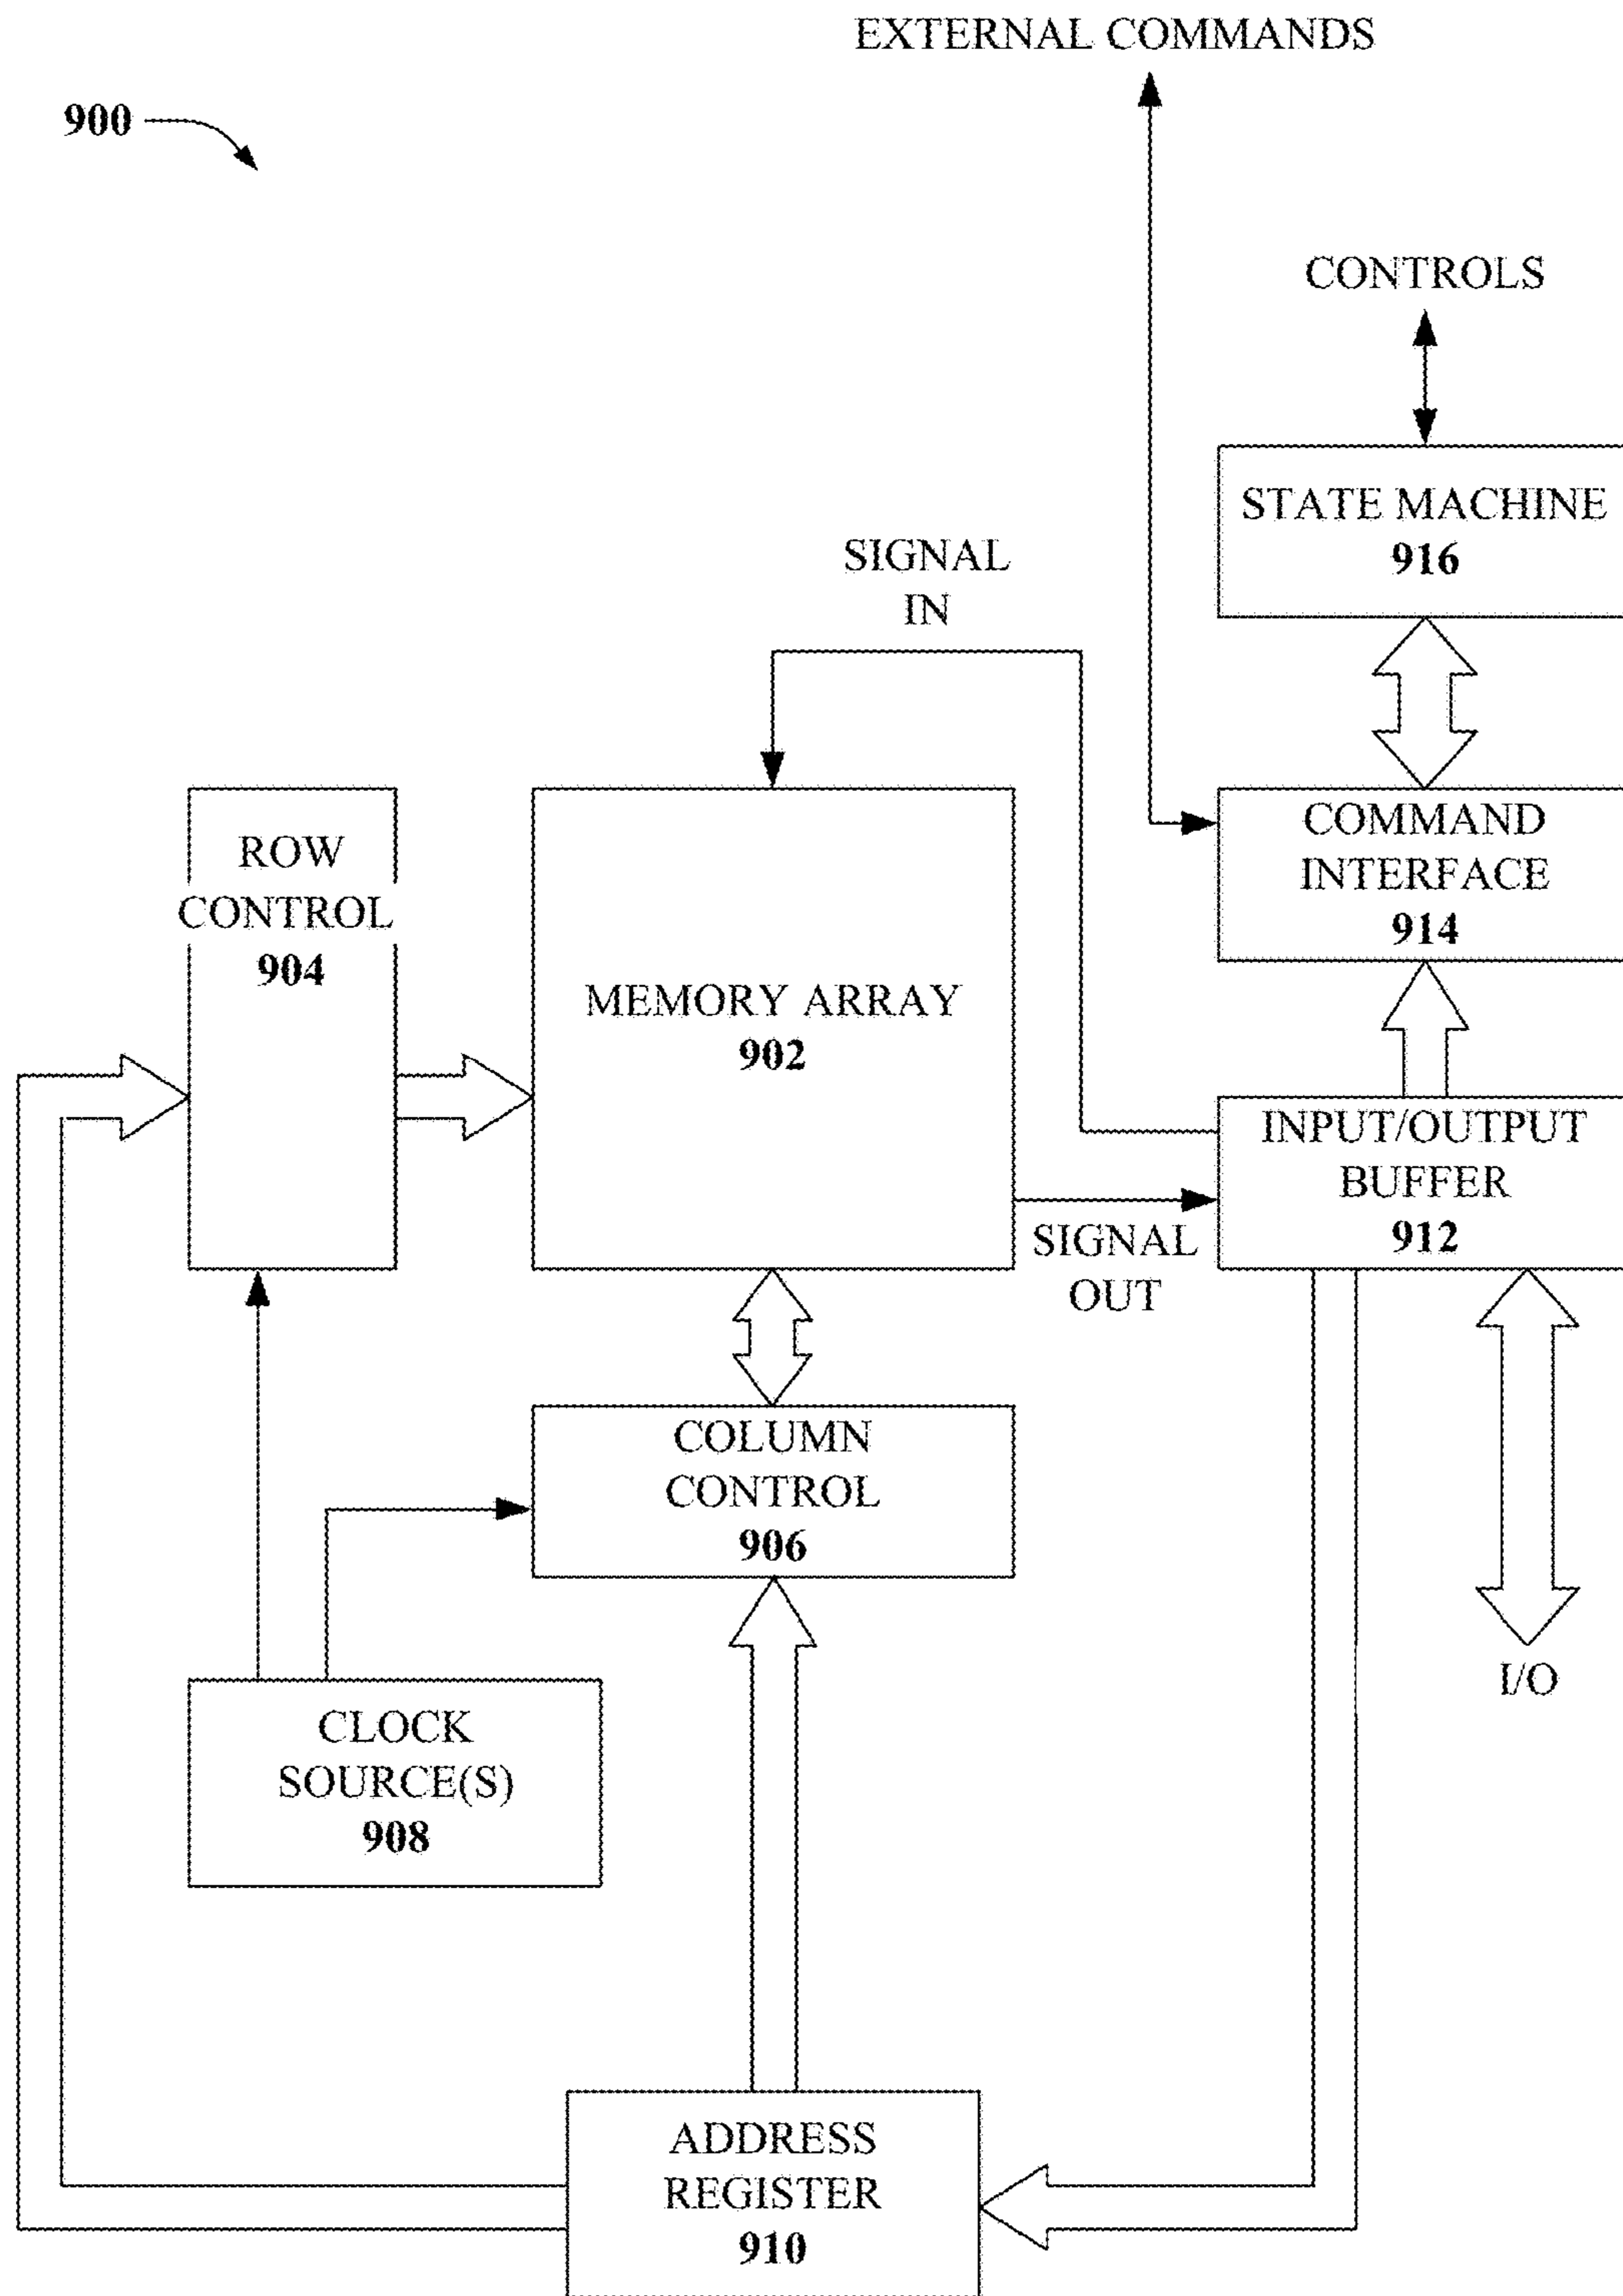 EXTERNAL COMMANDS
900
CONTROLS
STATE MACHINE
916
SIGNAL
IN
ROW
CONTROL
904
MEMORY ARRAY
902
COMMAND
INTERFACE
914
INPUT/OUTPUT
BUFFER
912
SIGNAL
OUT
COLUMN
CONTROL
906
I/O
CLOCK
SOURCE(S)
908
ADDRESS
REGISTER
910